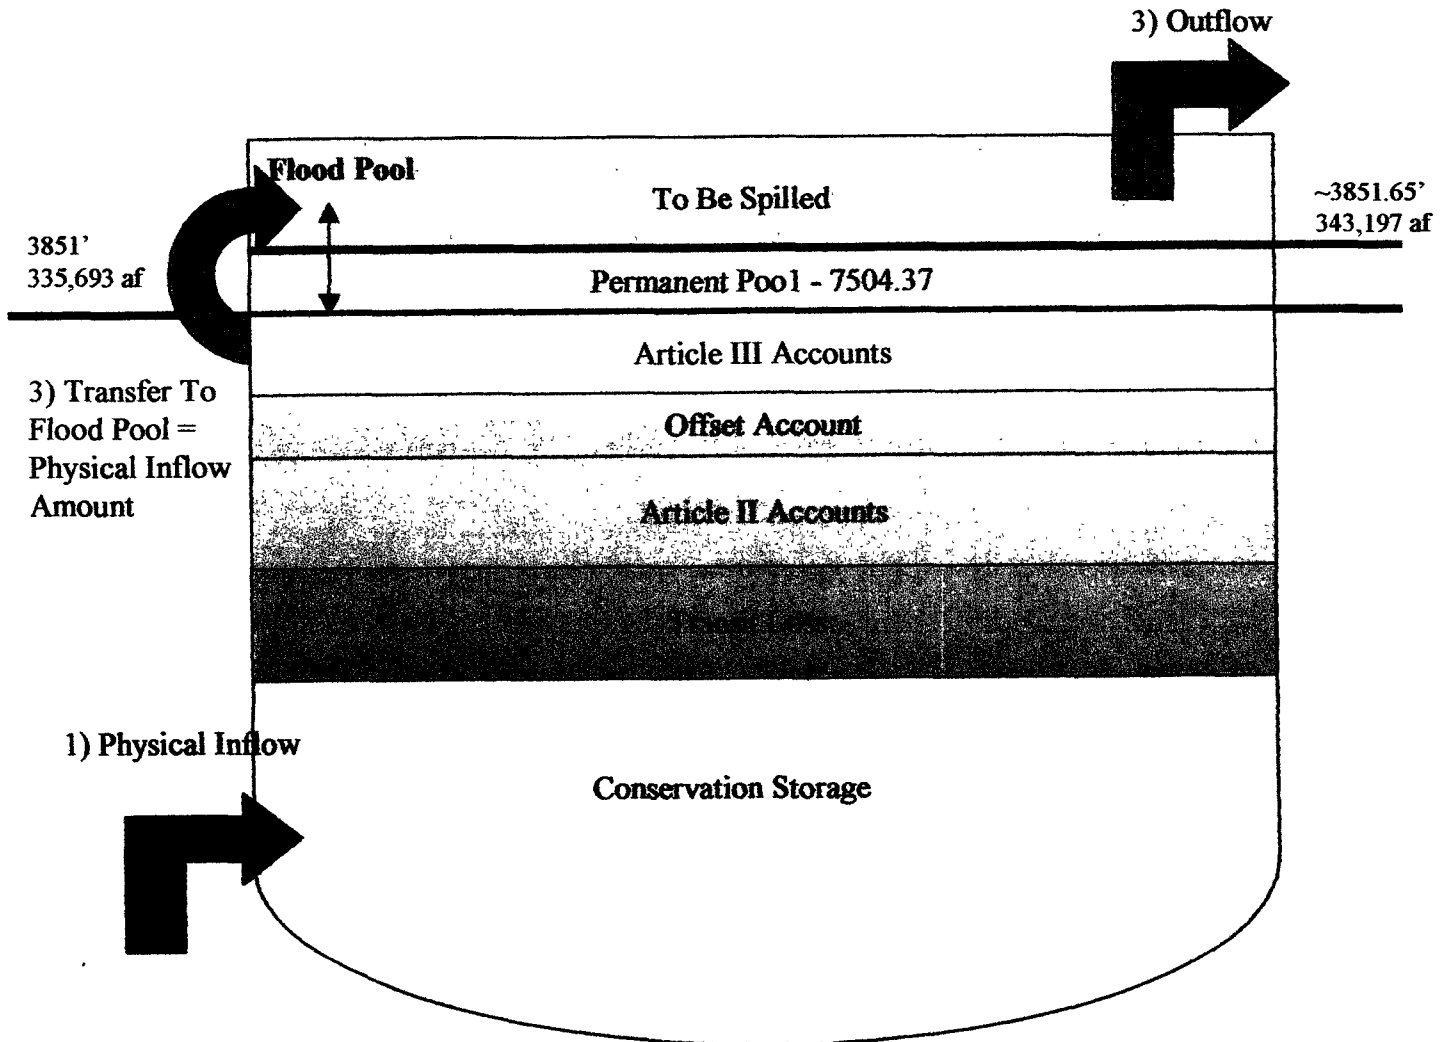 3) Outflow
Flood Pool
To Be Spilled
~3851.65'
343,197 af
3851'
335,693 af
Permanent Pool - 7504.37
Article III Accounts
3) Transfer To
Flood Pool =
Physical Inflow
Amount
Offset Account
Article II Accounts
1) Physical Inflow
Conservation Storage